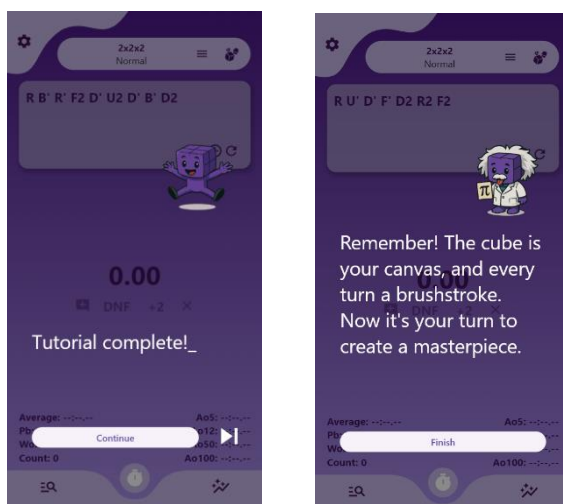 2x2x2
Normal
R B' R' F2 D' U2 D' B' D2
0.00
DNF +2
Tutorial complete!_
Average: --:--.--
Ao5: --:--.--
Continue
Count: 0
Ao100: --:--.--
2x2x2
Normal
R U' D' F' D2 R2 F2
π
Remember! The cube is
your canvas, and every
turn a brushstroke.
Now it's your turn to
create a masterpiece.
Average: --:--.--
Ao5: --:--.--
Finish
Count: 0
Ao100: --:--.--